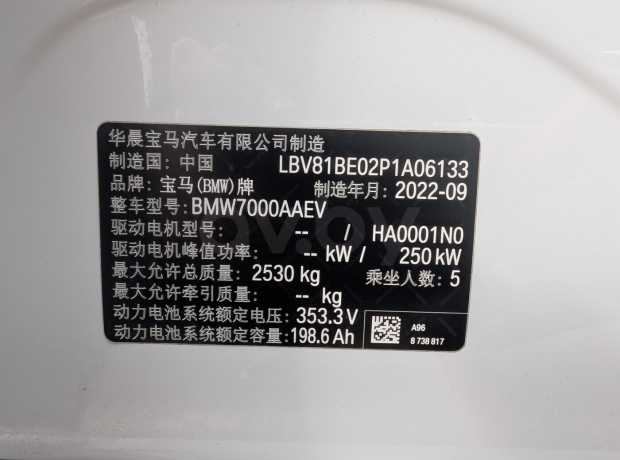 华晨宝马汽车有限公司制造
制造国: 中国 LBV81BE02P1A06133
品牌: 宝马(BMW)牌 制造年月: 2022-09
整车型号: BMW7000AAEV
驱动电机型号: -- / HA0001N0
驱动电机峰值功率: -- kW / 250 kW
最大允许总质量: 2530 kg 乘坐人数: 5
最大允许牵引质量: -- kg
动力电池系统额定电压: 353.3 V
动力电池系统额定容量: 198.6 Ah
A96
8 738 817